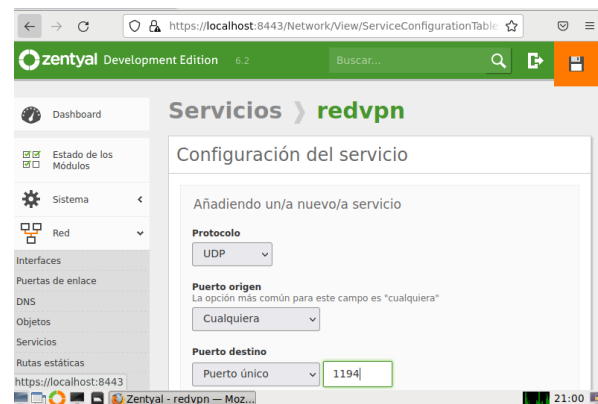 https://localhost:8443/Network/View/ServiceConfigurationTable
zentyal Development Edition 6.2
Buscar...
Dashboard
Servicios ⟩ redvpn
Estado de los
Módulos
Configuración del servicio
Sistema
Añadiendo un/a nuevo/a servicio
Red
Protocolo
UDP
Interfaces
Puertas de enlace
Puerto origen
La opción más común para este campo es "cualquiera"
DNS
Cualquiera
Objetos
Servicios
Puerto destino
Rutas estáticas
Puerto único 1194
https://localhost:8443
Zentyal - redvpn — Moz...
21:00